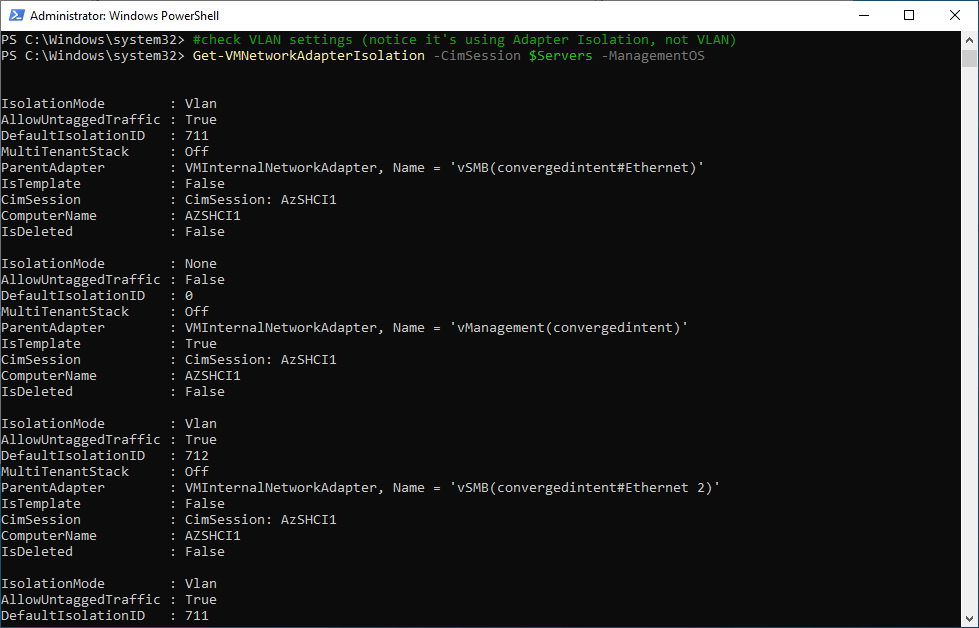 Administrator: Windows PowerShell
PS C:\Windows\system32> #check VLAN settings (notice it's using Adapter Isolation, not VLAN)
PS C:\Windows\system32> Get-VMNetworkAdapterIsolation -CimSession $Servers -ManagementOS
IsolationMode : Vlan
AllowUntaggedTraffic : True
DefaultIsolationID : 711
MultiTenantStack : Off
ParentAdapter : VMInternalNetworkAdapter, Name = 'vSMB(convergedintent#Ethernet)'
IsTemplate : False
CimSession : CimSession: AzSHCI1
ComputerName : AZSHCI1
IsDeleted : False
IsolationMode : None
AllowUntaggedTraffic : False
DefaultIsolationID : 0
MultiTenantStack : Off
ParentAdapter : VMInternalNetworkAdapter, Name = 'vManagement(convergedintent)'
IsTemplate : True
CimSession : CimSession: AzSHCI1
ComputerName : AZSHCI1
IsDeleted : False
IsolationMode : Vlan
AllowUntaggedTraffic : True
DefaultIsolationID : 712
MultiTenantStack : Off
ParentAdapter : VMInternalNetworkAdapter, Name = 'vSMB(convergedintent#Ethernet 2)'
IsTemplate : False
CimSession : CimSession: AzSHCI1
ComputerName : AZSHCI1
IsDeleted : False
IsolationMode : Vlan
AllowUntaggedTraffic : True
DefaultIsolationID : 711